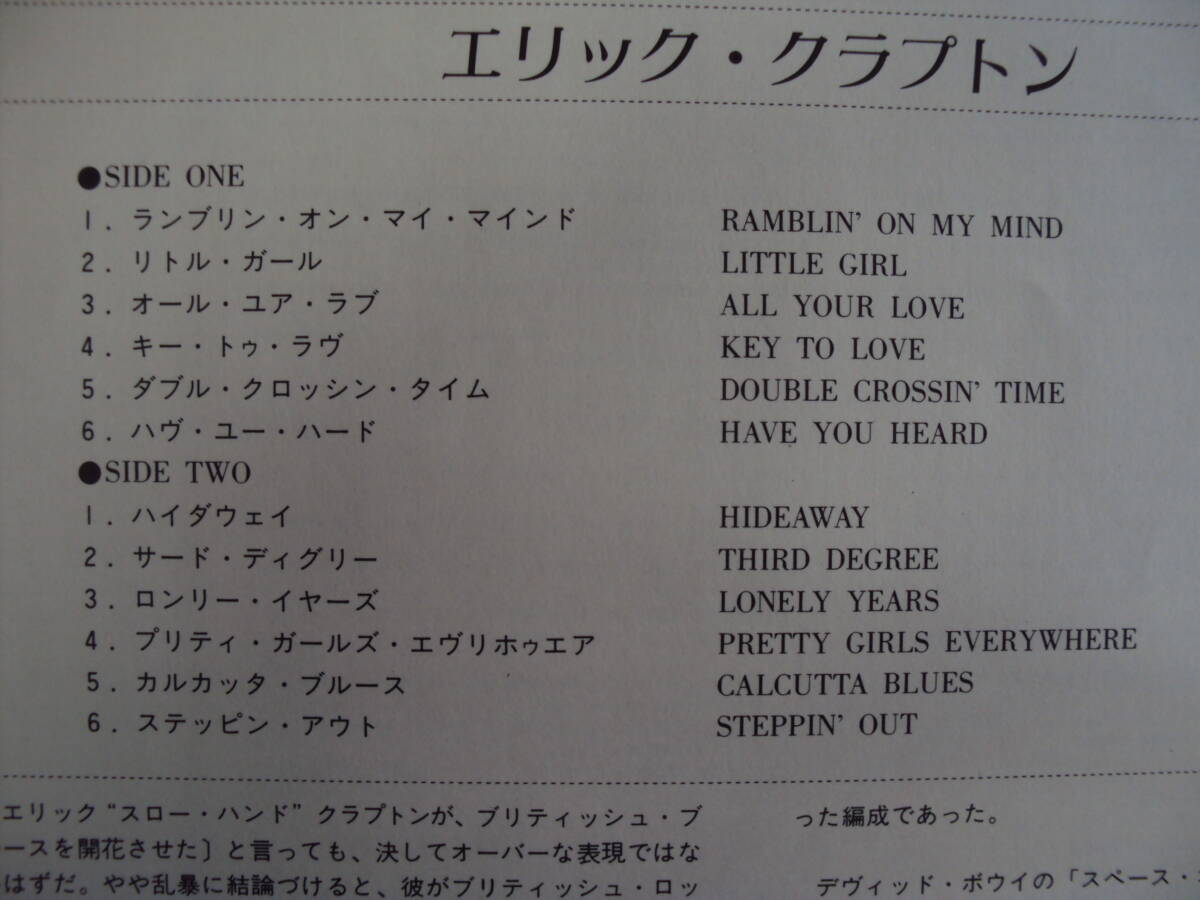 エリック・クラプトン
●SIDE ONE
1. ランブリン・オン・マイ・マインド RAMBLIN' ON MY MIND
2. リトル・ガール LITTLE GIRL
3. オール・ユア・ラブ ALL YOUR LOVE
4. キー・トゥ・ラヴ KEY TO LOVE
5. ダブル・クロッシン・タイム DOUBLE CROSSIN' TIME
6. ハヴ・ユー・ハード HAVE YOU HEARD
●SIDE TWO
1. ハイダウェイ HIDEAWAY
2. サード・ディグリー THIRD DEGREE
3. ロンリー・イヤーズ LONELY YEARS
4. プリティ・ガールズ・エヴリホゥエア PRETTY GIRLS EVERYWHERE
5. カルカッタ・ブルース CALCUTTA BLUES
6. ステッピン・アウト STEPPIN' OUT
エリック“スロー・ハンド”クラプトンが、ブリティッシュ・ブ
ースを開花させた〕と言っても、決してオーバーな表現ではな
はずだ。やや乱暴に結論づけると、彼がブリティッシュ・ロッ
った編成であった。
デヴィッド・ボウイの「スペース・